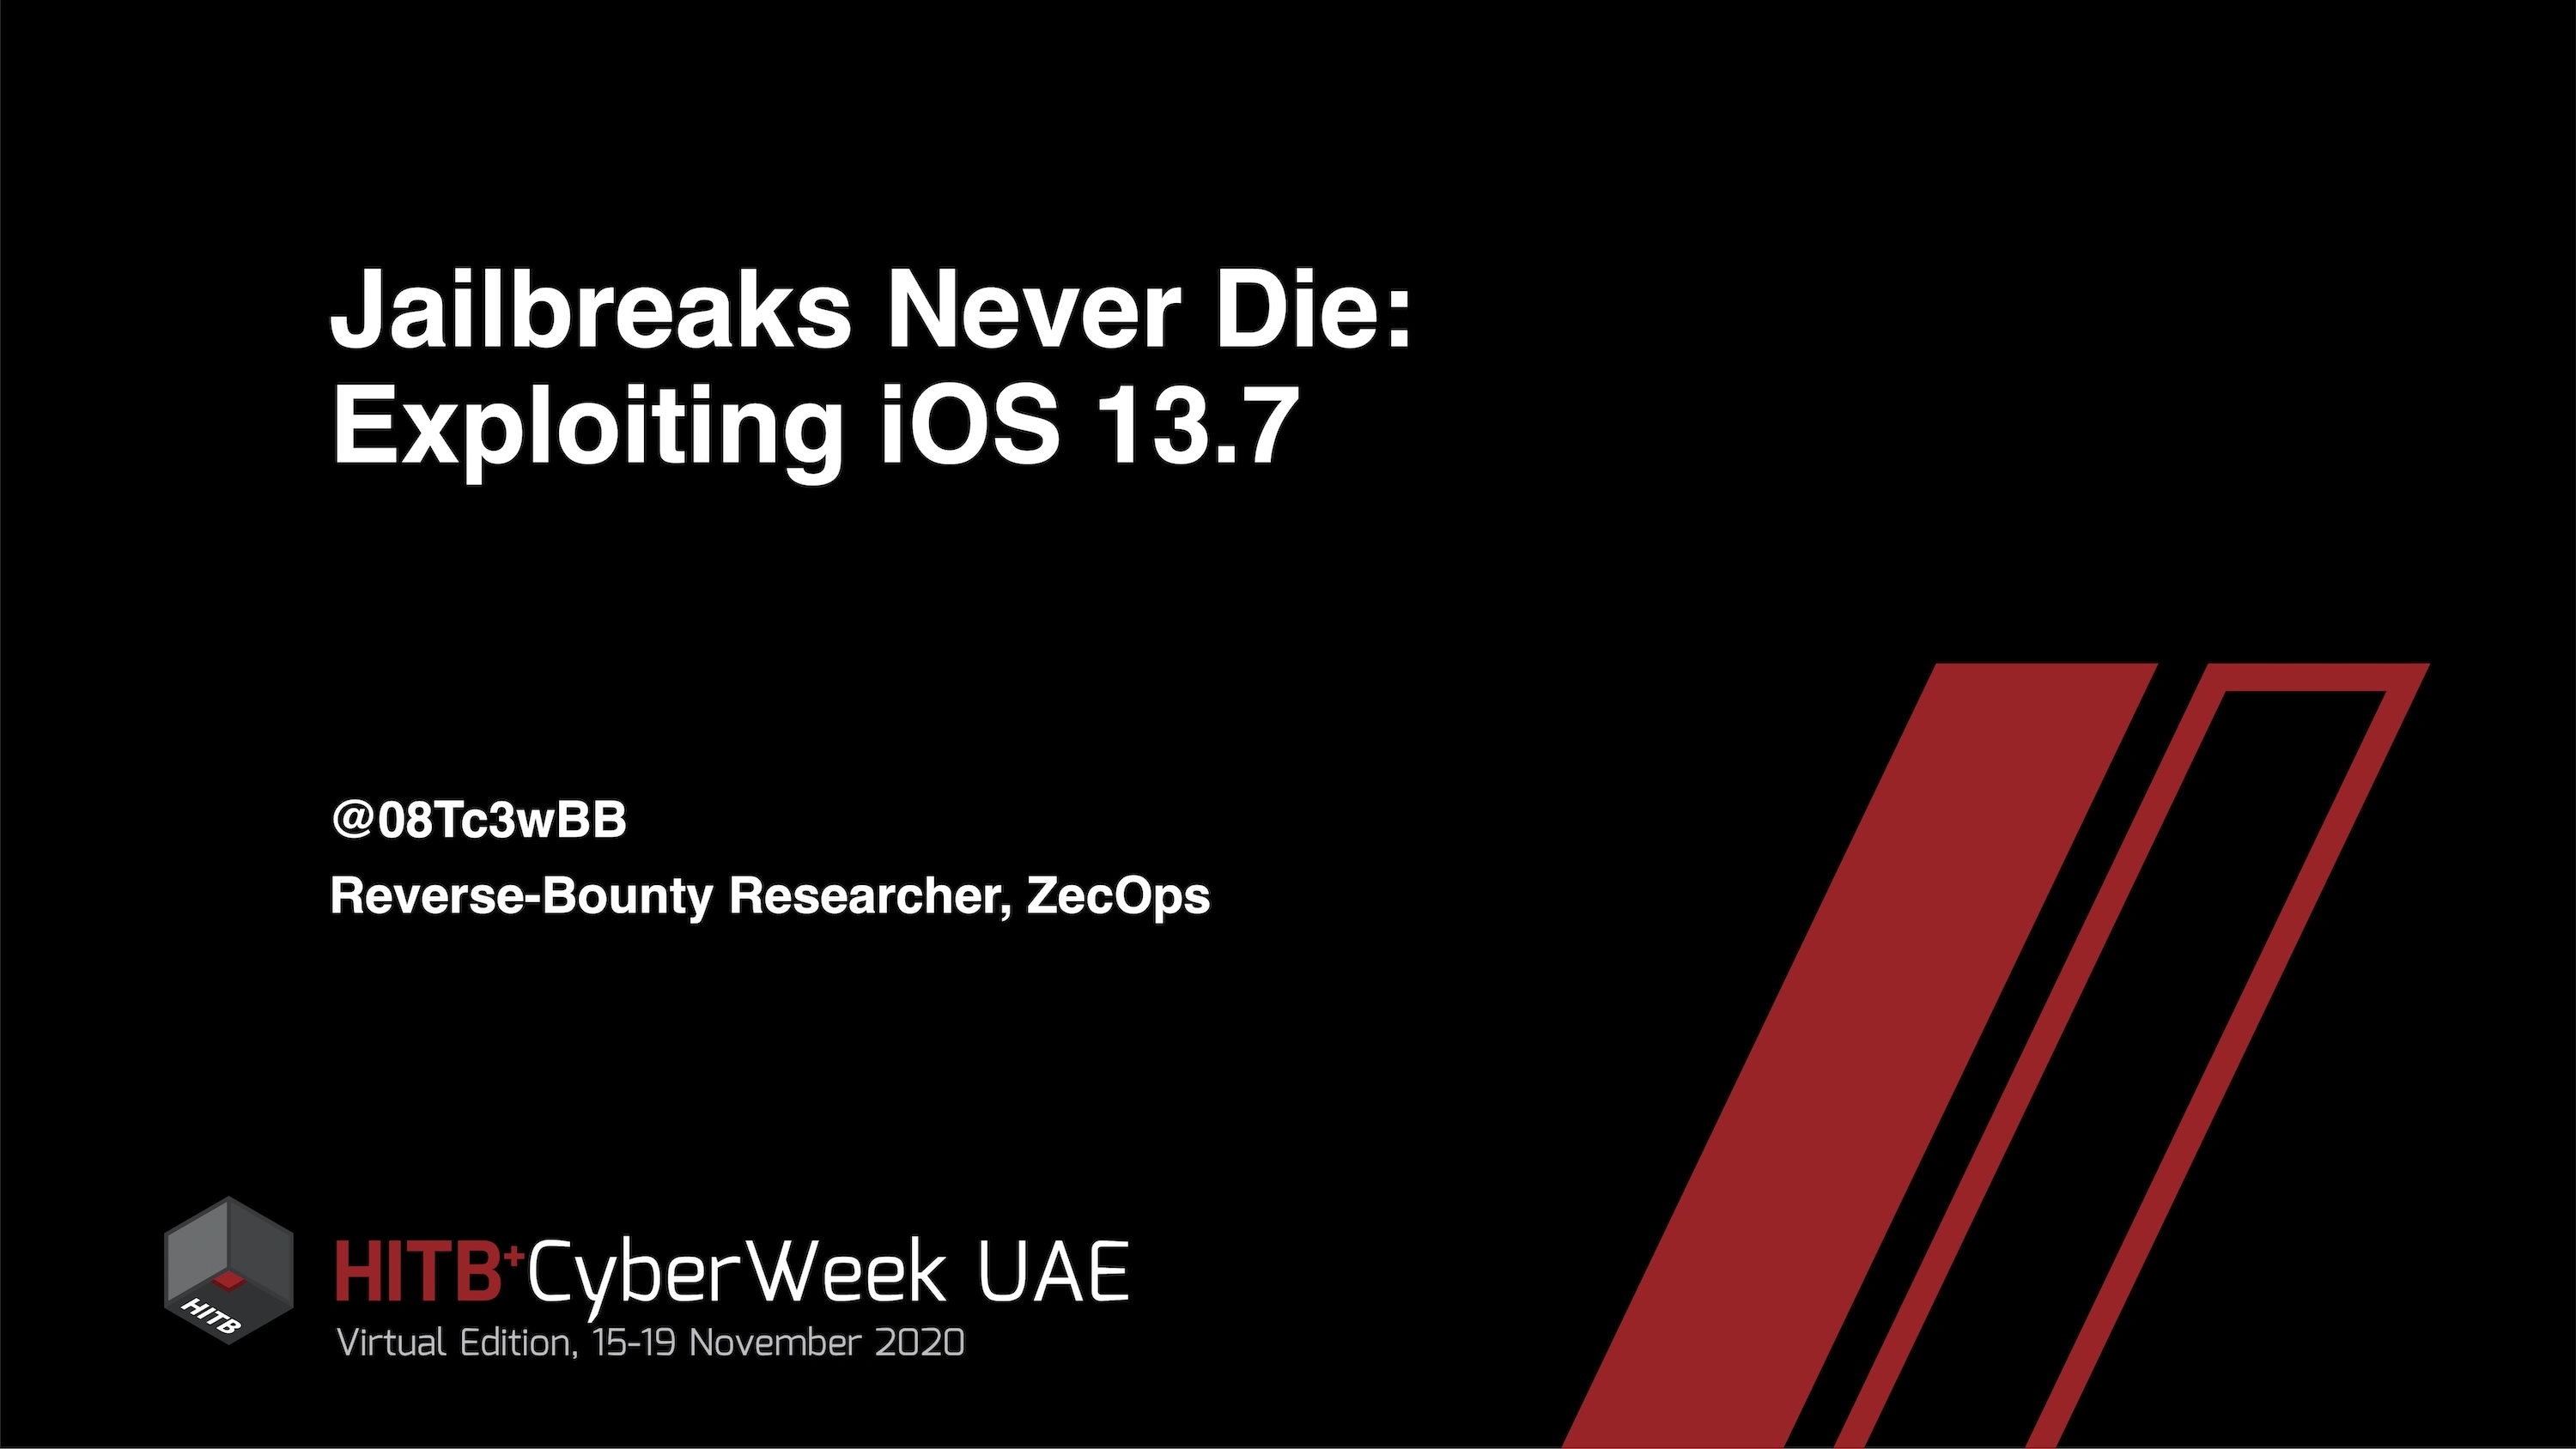 Jailbreaks Never Die:
Exploiting iOS 13.7
@08Tc3wBB
Reverse-Bounty Researcher, ZecOps
HITB
HITB+CyberWeek UAE
Virtual Edition, 15-19 November 2020